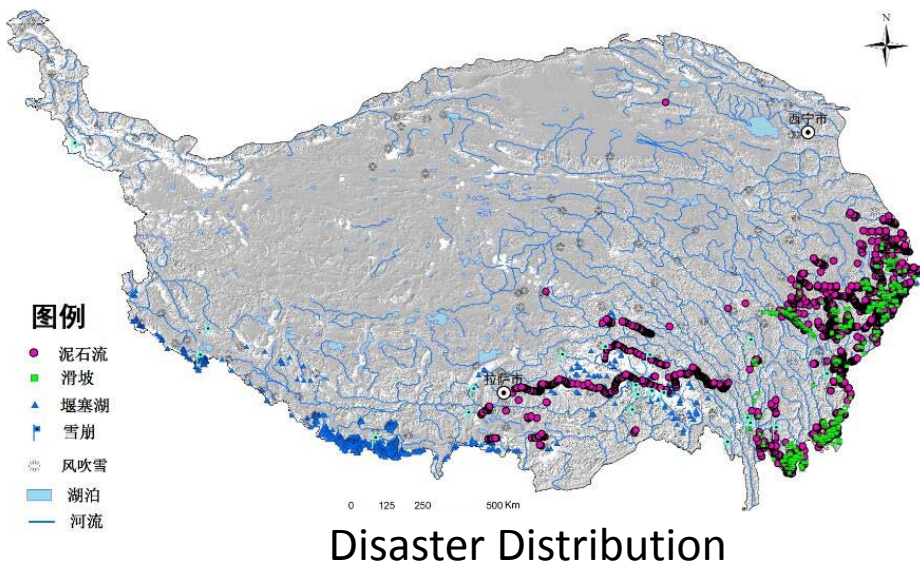 N
西宁市
拉萨市
图例
泥石流
滑坡
堰塞湖
雪崩
风吹雪
湖泊
河流
0 125 250 500 Km
Disaster Distribution